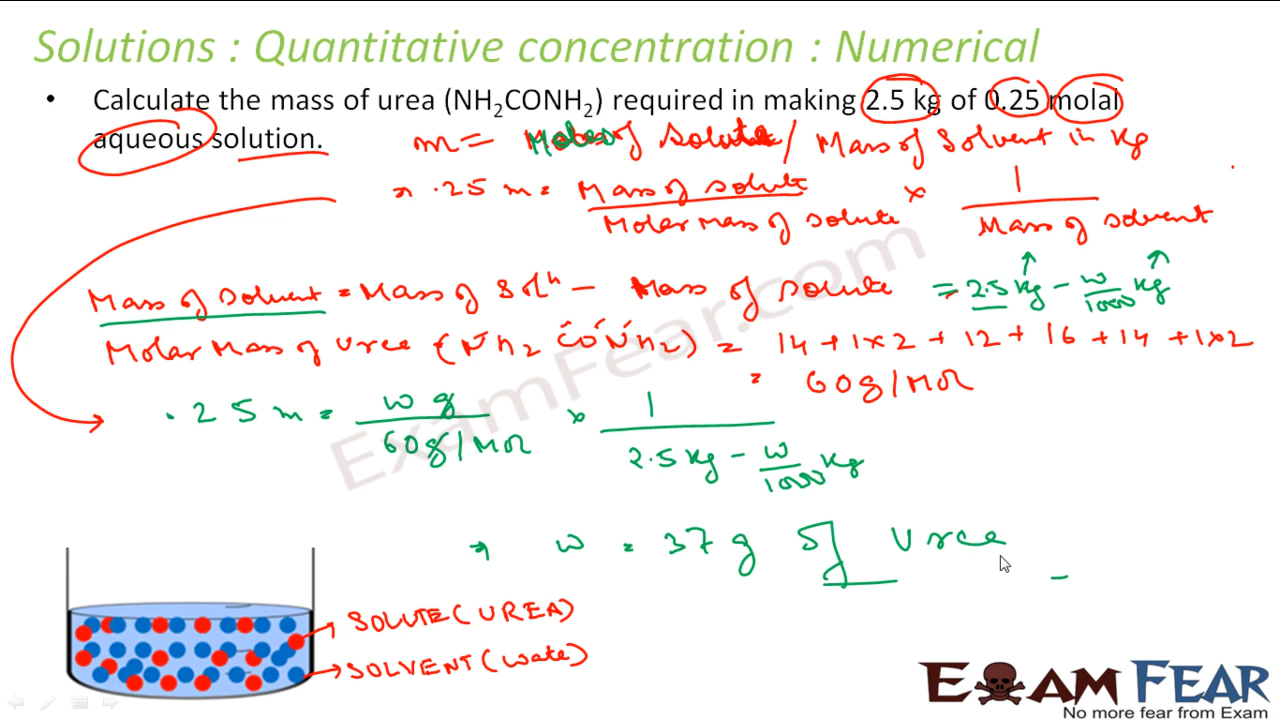 Solutions : Quantitative concentration : Numerical
• Calculate the mass of urea (NH₂CONH₂) required in making 2.5 kg of 0.25 molal
aqueous solution.
m = Moles of Solute / Mass of Solvent in Kg
.25 m = Mass of solute / Molar Mass of solute × 1 / Mass of solvent
Mass of solvent = Mass of Solⁿ – Mass of solute = 2.5 Kg – w/1000 Kg
Molar Mass of Urea (NH₂CONH₂) = 14 + 1×2 + 12 + 16 + 14 + 1×2
= 60g/Mol
.25 m = w g / 60g/Mol × 1 / 2.5 Kg – w/1000 Kg
w = 37 g of Urea
SOLUTE (UREA)
SOLVENT (Wate)
ExamFear.com
EXAM FEAR
No more fear from Exam